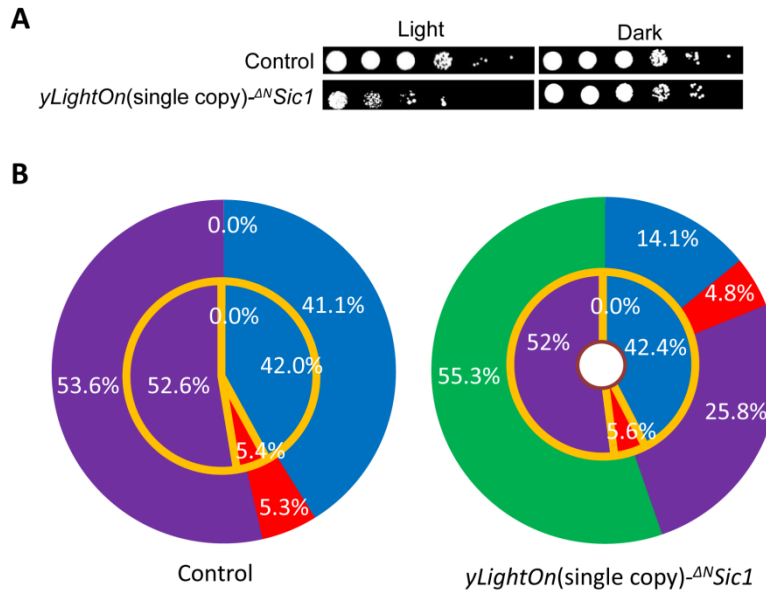 A
Light Dark
Control
yLightOn(single copy)-ΔNSic1
B
0.0%
41.1%
0.0%
42.0%
53.6% 52.6%
5.4%
5.3%
Control
14.1%
4.8%
0.0%
52% 42.4%
55.3%
25.8%
5.6%
yLightOn(single copy)-ΔNSic1